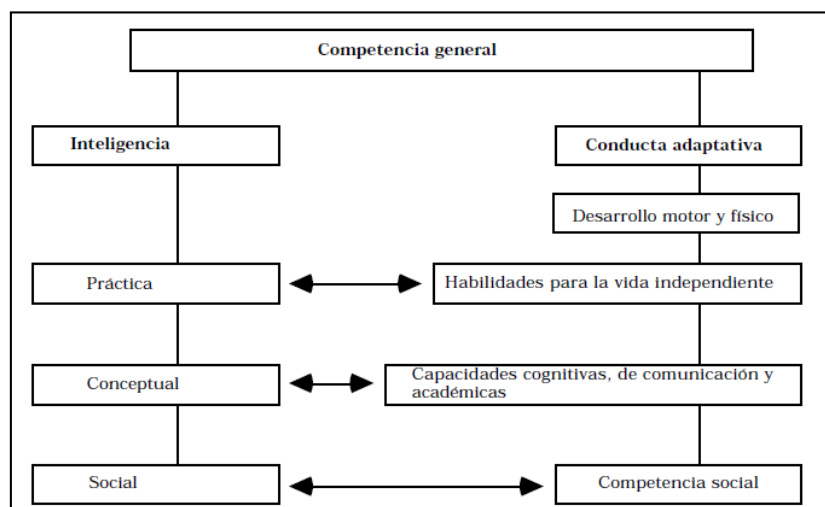 Competencia general
Inteligencia
Conducta adaptativa
Desarrollo motor y físico
Práctica
Habilidades para la vida independiente
Conceptual
Capacidades cognitivas, de comunicación y
académicas
Social
Competencia social